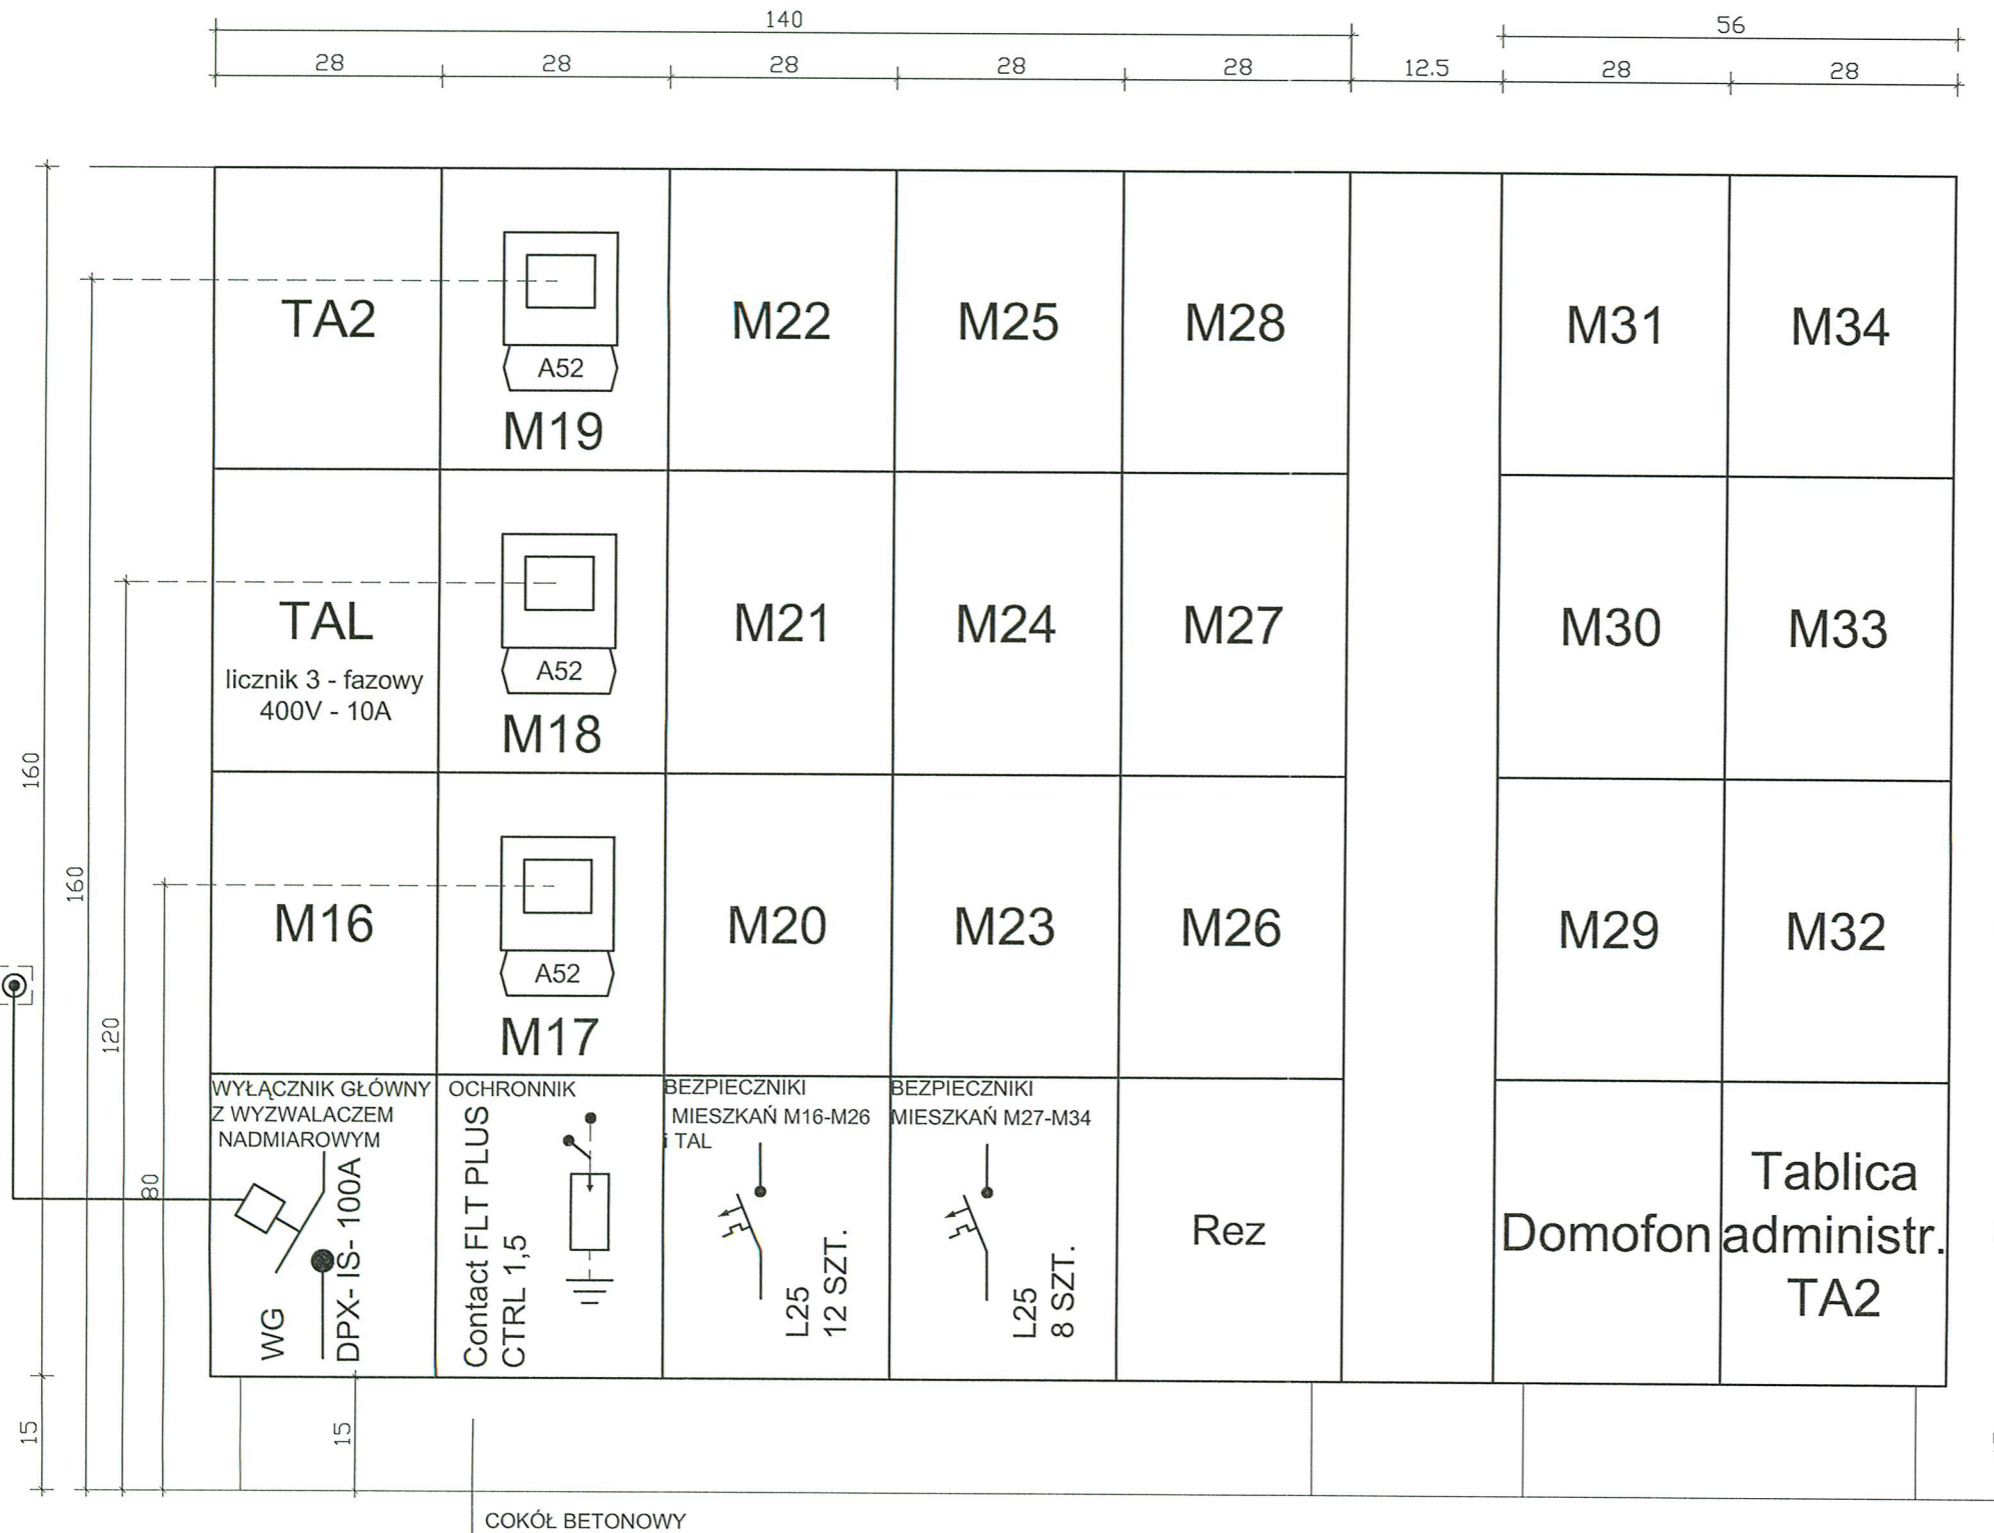 140
56
28
28
28
28
28
12.5
28
28
TA2
A52
M19
M22
M25
M28
M31
M34
TAL
licznik 3 - fazowy
400V - 10A
A52
M18
M21
M24
M27
M30
M33
160
160
M16
A52
M17
M20
M23
M26
M29
M32
120
80
WYŁĄCZNIK GŁÓWNY
Z WYZWALACZEM
NADMIAROWYM
WG
DPX- IS- 100A
OCHRONNIK
Contact FLT PLUS
CTRL 1,5
BEZPIECZNIKI
MIESZKAŃ M16-M26
i TAL
L25
12 SZT.
BEZPIECZNIKI
MIESZKAŃ M27-M34
L25
8 SZT.
Rez
Domofon
Tablica
administr.
TA2
15
15
COKÓŁ BETONOWY